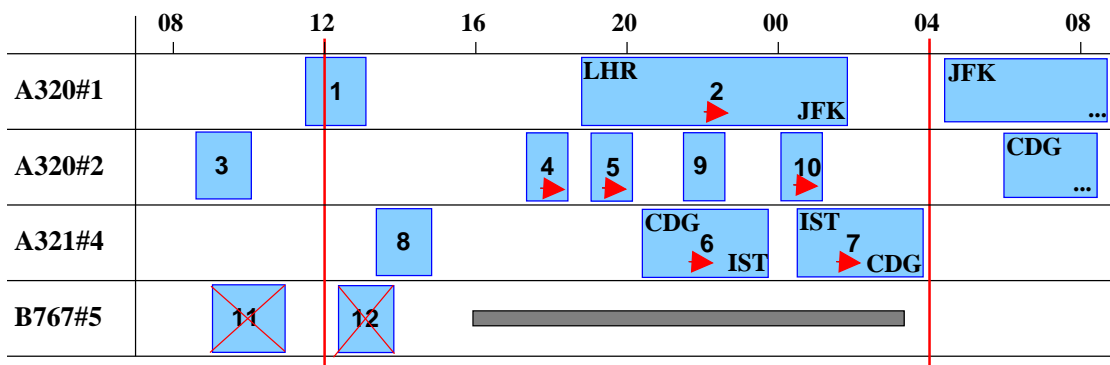 08 12 16 20 00 04 08
A320#1 1 LHR 2 JFK JFK ...
A320#2 3 4 5 9 10 CDG ...
A321#4 8 CDG 6 IST IST 7 CDG
B767#5 11 12